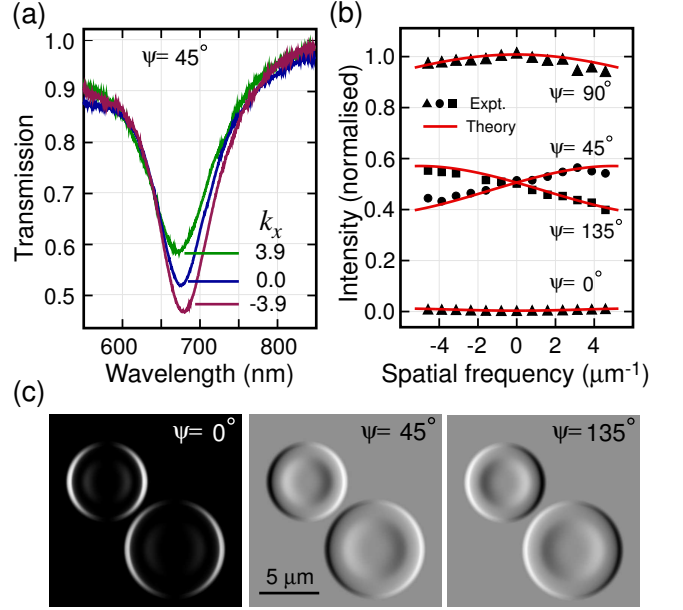 (a)
ψ= 45°
1.0
0.9
0.8
0.7
0.6
0.5
Transmission
kx
3.9
0.0
-3.9
600
700
800
Wavelength (nm)
(b)
1.0
0.8
0.6
0.4
0.2
0.0
Intensity (normalised)
ψ= 90°
Expt.
Theory
ψ= 45°
ψ= 135°
ψ= 0°
-4
-2
0
2
4
Spatial frequency (μm⁻¹)
(c)
ψ= 0°
ψ= 45°
ψ= 135°
5 μm